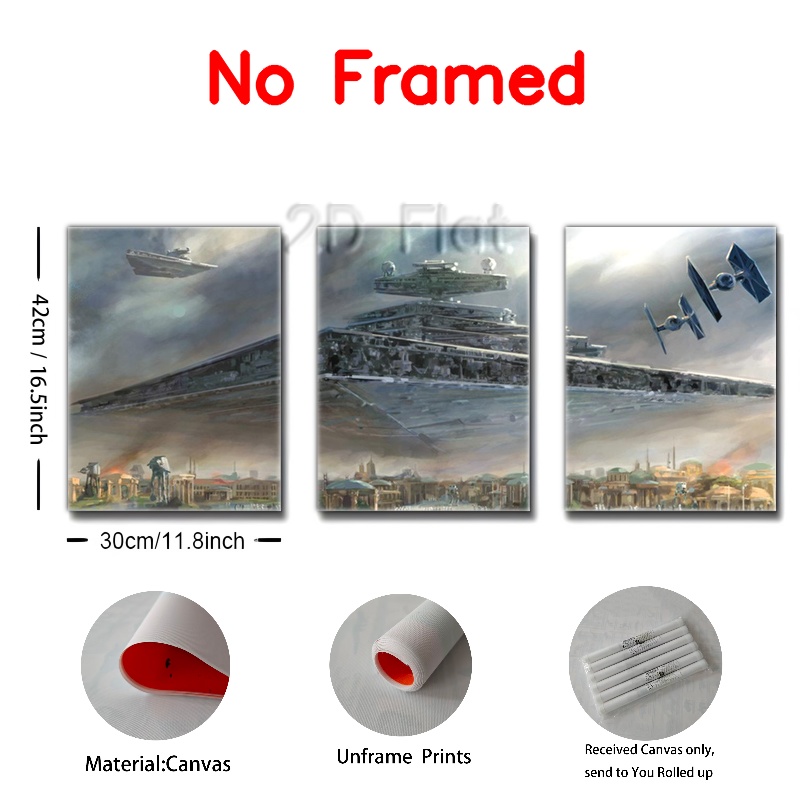 No Framed
2D Flat
42cm / 16.5inch
30cm/11.8inch
Material:Canvas
Unframe Prints
Received Canvas only,
send to You Rolled up